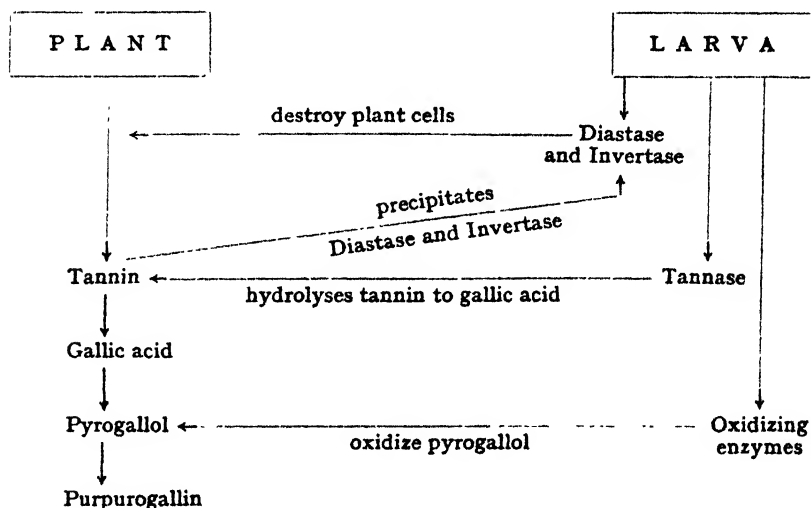 PLANT
LARVA
destroy plant cells
Diastase
and Invertase
precipitates
Diastase and Invertase
Tannin
Tannase
hydrolyses tannin to gallic acid
Gallic acid
Pyrogallol
oxidize pyrogallol
Oxidizing
enzymes
Purpurogallin